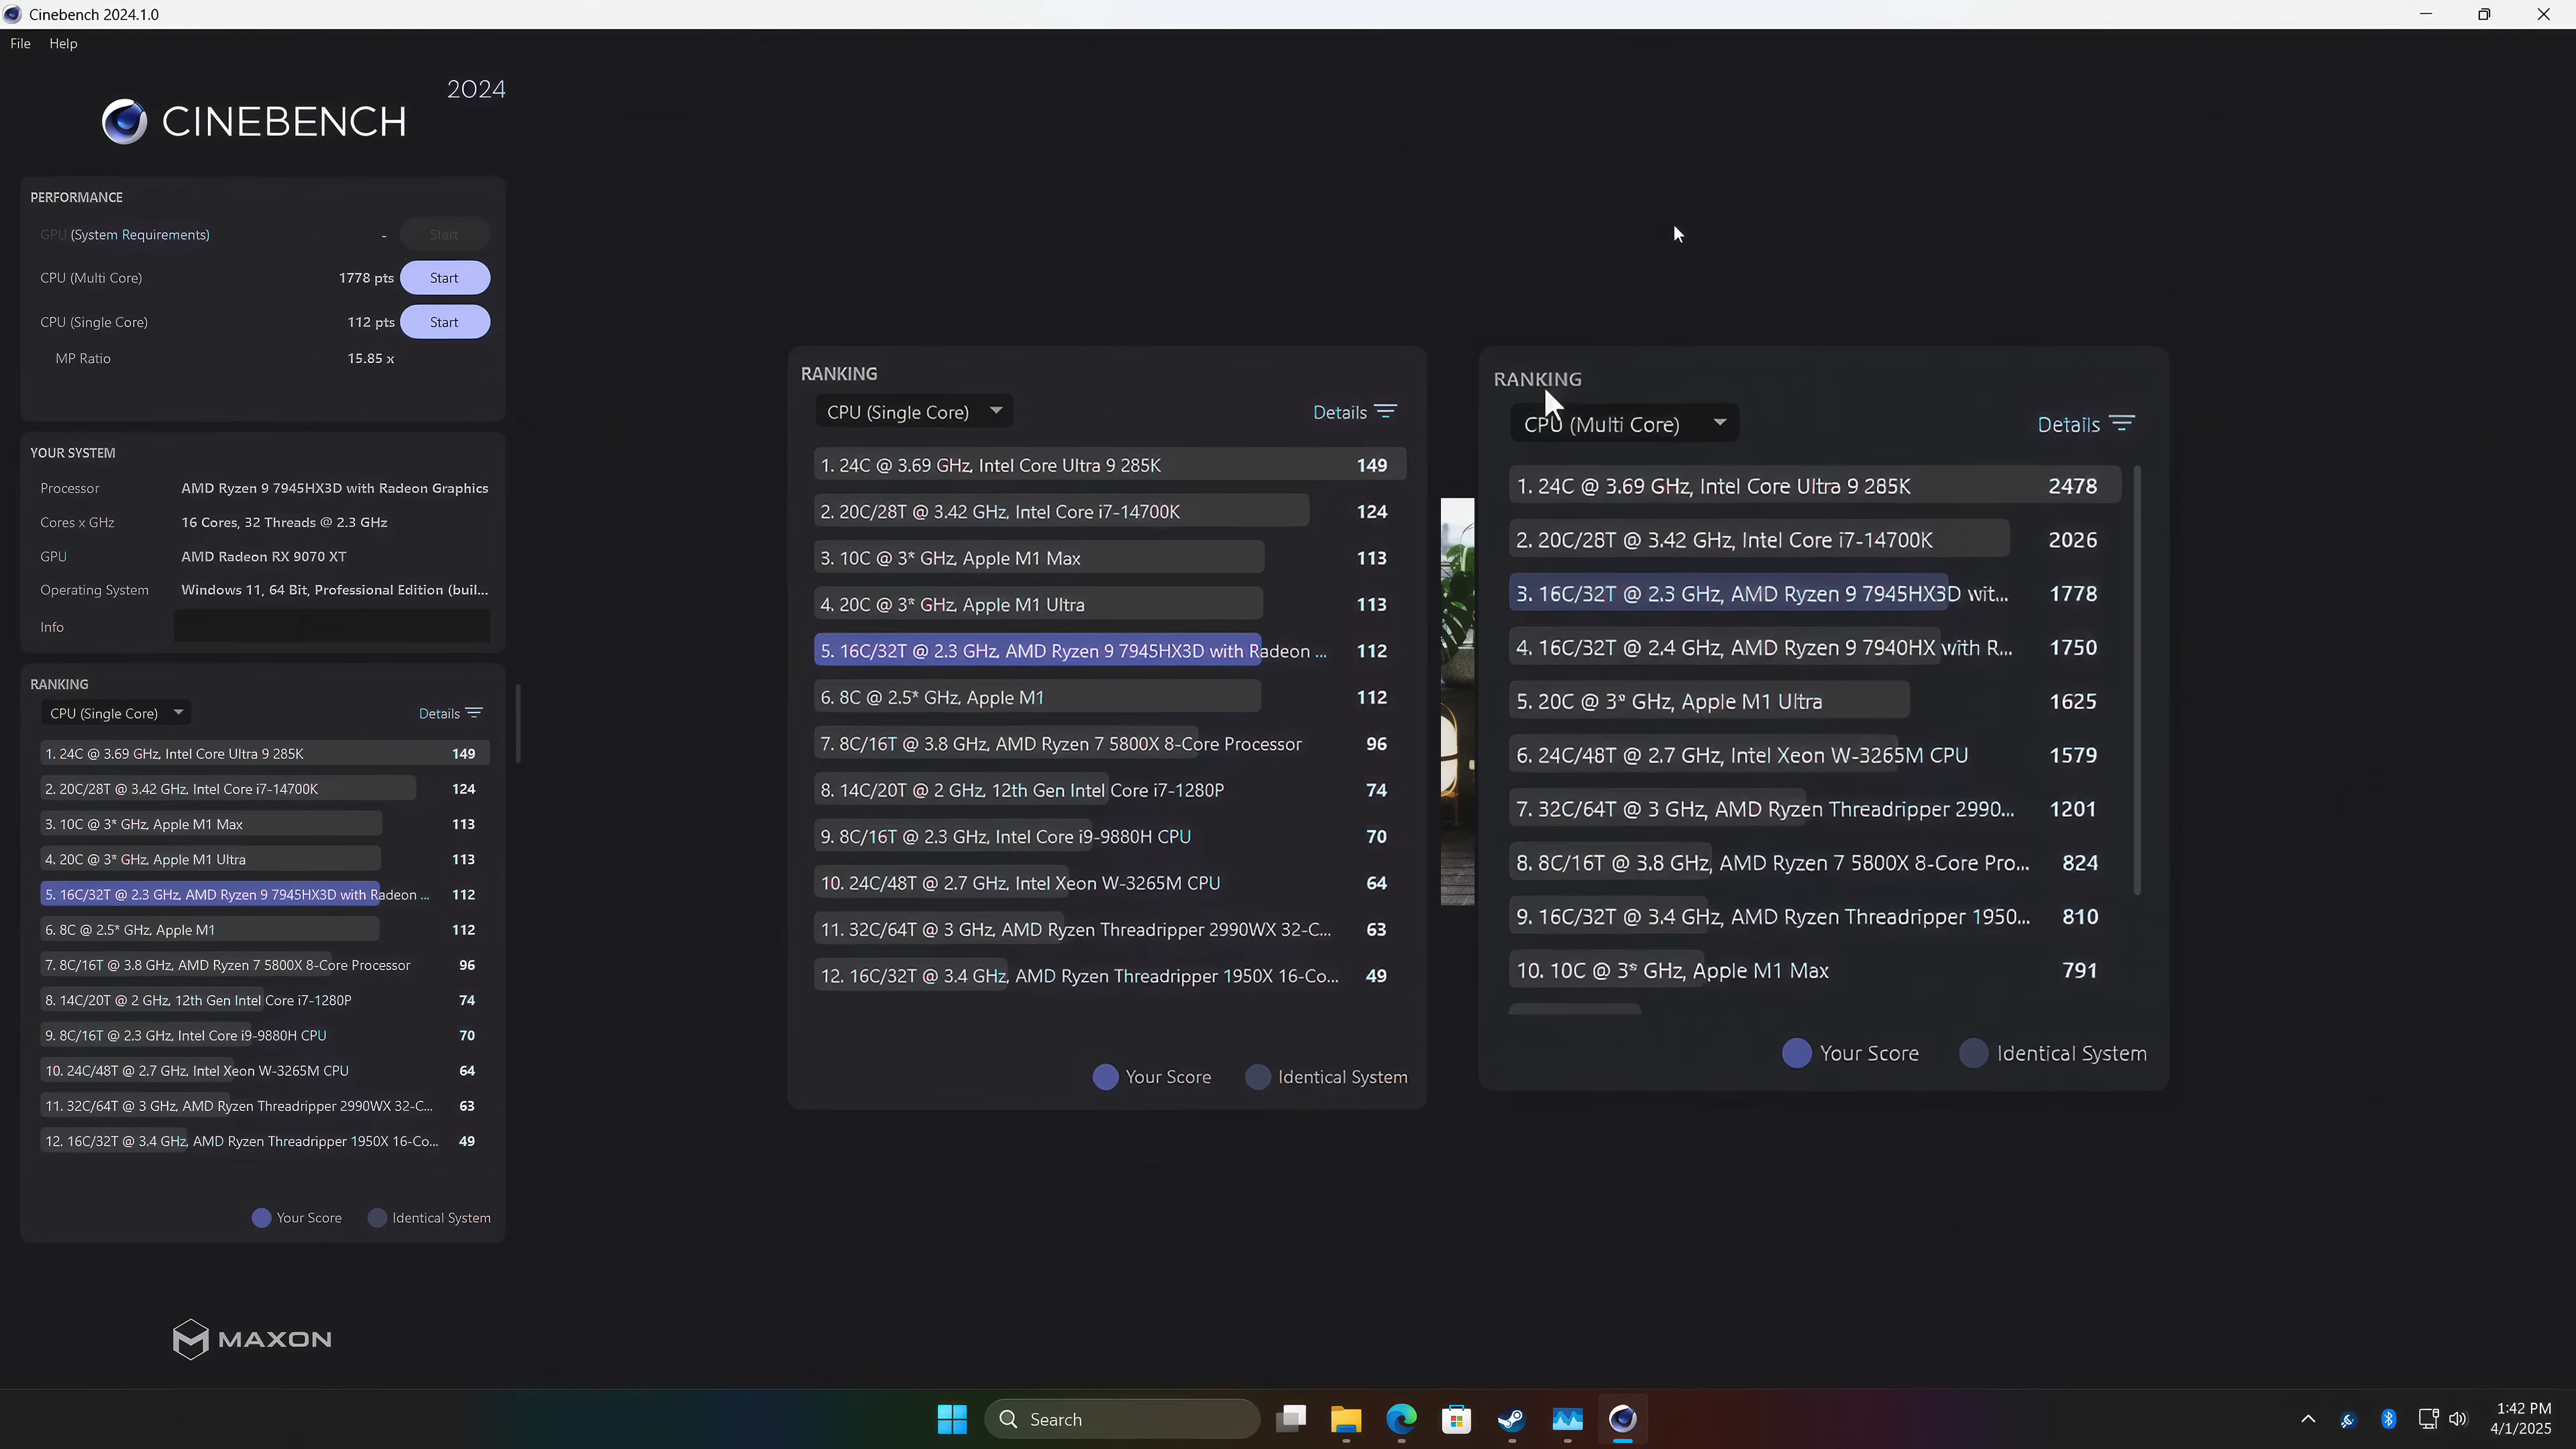 Cinebench 2024.1.0
File Help
2024
CINEBENCH
PERFORMANCE
GPU (System Requirements) - Start
CPU (Multi Core) 1778 pts Start
CPU (Single Core) 112 pts Start
MP Ratio 15.85 x
YOUR SYSTEM
Processor AMD Ryzen 9 7945HX3D with Radeon Graphics
Cores x GHz 16 Cores, 32 Threads @ 2.3 GHz
GPU AMD Radeon RX 9070 XT
Operating System Windows 11, 64 Bit, Professional Edition (buil...
Info
RANKING
CPU (Single Core) Details
1. 24C @ 3.69 GHz, Intel Core Ultra 9 285K 149
2. 20C/28T @ 3.42 GHz, Intel Core i7-14700K 124
3. 10C @ 3* GHz, Apple M1 Max 113
4. 20C @ 3* GHz, Apple M1 Ultra 113
5. 16C/32T @ 2.3 GHz, AMD Ryzen 9 7945HX3D with Radeon ... 112
6. 8C @ 2.5* GHz, Apple M1 112
7. 8C/16T @ 3.8 GHz, AMD Ryzen 7 5800X 8-Core Processor 96
8. 14C/20T @ 2 GHz, 12th Gen Intel Core i7-1280P 74
9. 8C/16T @ 2.3 GHz, Intel Core i9-9880H CPU 70
10. 24C/48T @ 2.7 GHz, Intel Xeon W-3265M CPU 64
11. 32C/64T @ 3 GHz, AMD Ryzen Threadripper 2990WX 32-C... 63
12. 16C/32T @ 3.4 GHz, AMD Ryzen Threadripper 1950X 16-Co... 49
Your Score Identical System
MAXON
RANKING
CPU (Single Core) Details
1. 24C @ 3.69 GHz, Intel Core Ultra 9 285K 149
2. 20C/28T @ 3.42 GHz, Intel Core i7-14700K 124
3. 10C @ 3* GHz, Apple M1 Max 113
4. 20C @ 3* GHz, Apple M1 Ultra 113
5. 16C/32T @ 2.3 GHz, AMD Ryzen 9 7945HX3D with Radeon ... 112
6. 8C @ 2.5* GHz, Apple M1 112
7. 8C/16T @ 3.8 GHz, AMD Ryzen 7 5800X 8-Core Processor 96
8. 14C/20T @ 2 GHz, 12th Gen Intel Core i7-1280P 74
9. 8C/16T @ 2.3 GHz, Intel Core i9-9880H CPU 70
10. 24C/48T @ 2.7 GHz, Intel Xeon W-3265M CPU 64
11. 32C/64T @ 3 GHz, AMD Ryzen Threadripper 2990WX 32-C... 63
12. 16C/32T @ 3.4 GHz, AMD Ryzen Threadripper 1950X 16-Co... 49
Your Score Identical System
RANKING
CPU (Multi Core) Details
1. 24C @ 3.69 GHz, Intel Core Ultra 9 285K 2478
2. 20C/28T @ 3.42 GHz, Intel Core i7-14700K 2026
3. 16C/32T @ 2.3 GHz, AMD Ryzen 9 7945HX3D wit... 1778
4. 16C/32T @ 2.4 GHz, AMD Ryzen 9 7940HX with R... 1750
5. 20C @ 3* GHz, Apple M1 Ultra 1625
6. 24C/48T @ 2.7 GHz, Intel Xeon W-3265M CPU 1579
7. 32C/64T @ 3 GHz, AMD Ryzen Threadripper 2990... 1201
8. 8C/16T @ 3.8 GHz, AMD Ryzen 7 5800X 8-Core Pro... 824
9. 16C/32T @ 3.4 GHz, AMD Ryzen Threadripper 1950... 810
10. 10C @ 3* GHz, Apple M1 Max 791
Your Score Identical System
Search
1:42 PM
4/1/2025